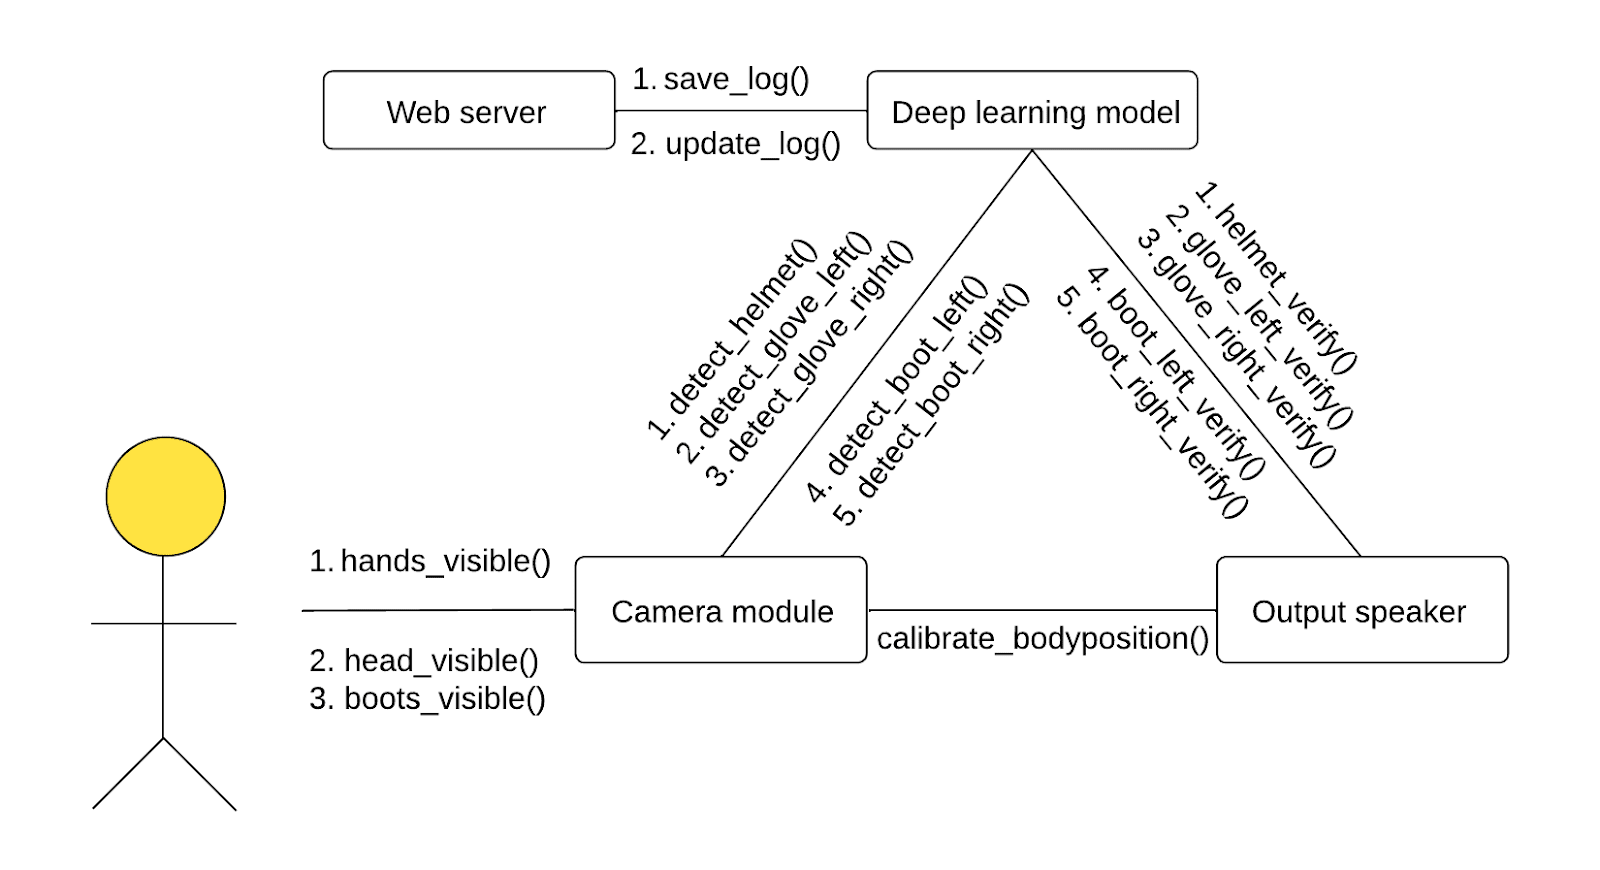 1. save_log()
Web server
Deep learning model
2. update_log()
1. helmet_verify()
2. glove_left_verify()
3. glove_right_verify()
4. boot_left_verify()
5. boot_right_verify()
1. detect_helmet()
2. detect_glove_left()
3. detect_glove_right()
4. detect_boot_left()
5. detect_boot_right()
1. hands_visible()
Camera module
Output speaker
calibrate_bodyposition()
2. head_visible()
3. boots_visible()